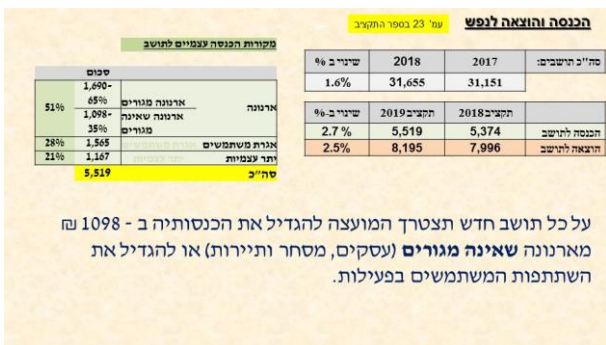 הכנסה והוצאה לנפש
עמ' 23 בספר התקציב
סה"כ תושבים: 2017 2018 שינוי ב %
31,151 31,655 1.6%
תקציב 2018 תקציב 2019 שינוי ב-%
הכנסה לתושב 5,374 5,519 2.7 %
הוצאה לתושב 7,996 8,195 2.5%
מקורות הכנסה עצמיים לתושב
סכום
ארנונה ארנונה מגורים 1,690- 65% 51%
ארנונה שאינה מגורים 1,098- 35%
אגרת משתמשים אגרת משתמשים 1,565 28%
יתר עצמיות יתר עצמיות 1,167 21%
סה"כ 5,519
על כל תושב חדש תצטרך המועצה להגדיל את הכנסותיה ב - 1098 ₪
מארנונה שאינה מגורים (עסקים, מסחר ותיירות) או להגדיל את
השתתפות המשתמשים בפעילות.